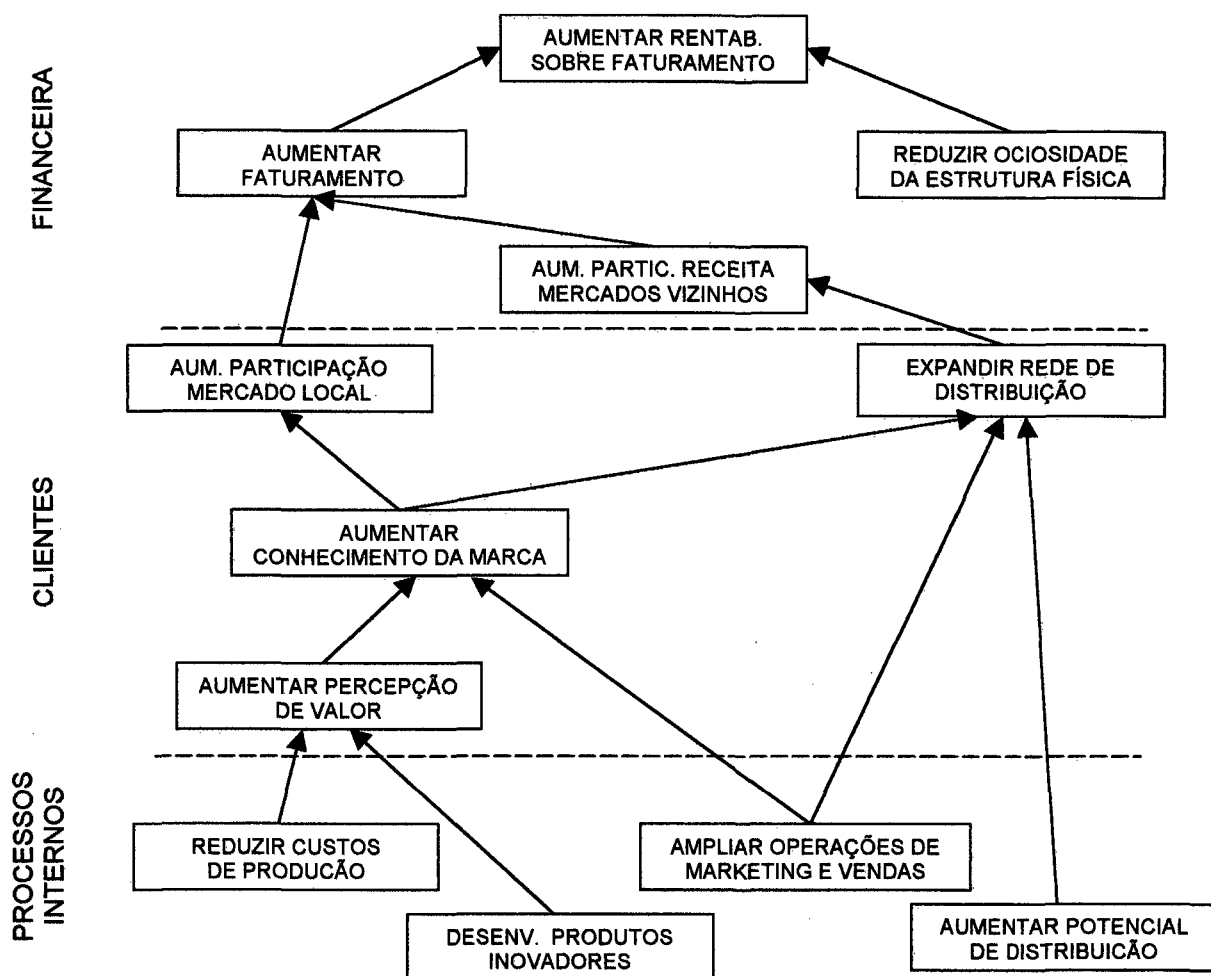 AUMENTAR RENTAB.
SOBRE FATURAMENTO
FINANCEIRA
AUMENTAR
FATURAMENTO
REDUZIR OCIOSIDADE
DA ESTRUTURA FÍSICA
AUM. PARTIC. RECEITA
MERCADOS VIZINHOS
AUM. PARTICIPAÇÃO
MERCADO LOCAL
EXPANDIR REDE DE
DISTRIBUIÇÃO
CLIENTES
AUMENTAR
CONHECIMENTO DA MARCA
AUMENTAR PERCEPÇÃO
DE VALOR
PROCESSOS
INTERNOS
REDUZIR CUSTOS
DE PRODUCÃO
AMPLIAR OPERAÇÕES DE
MARKETING E VENDAS
DESENV. PRODUTOS
INOVADORES
AUMENTAR POTENCIAL
DE DISTRIBUICÃO